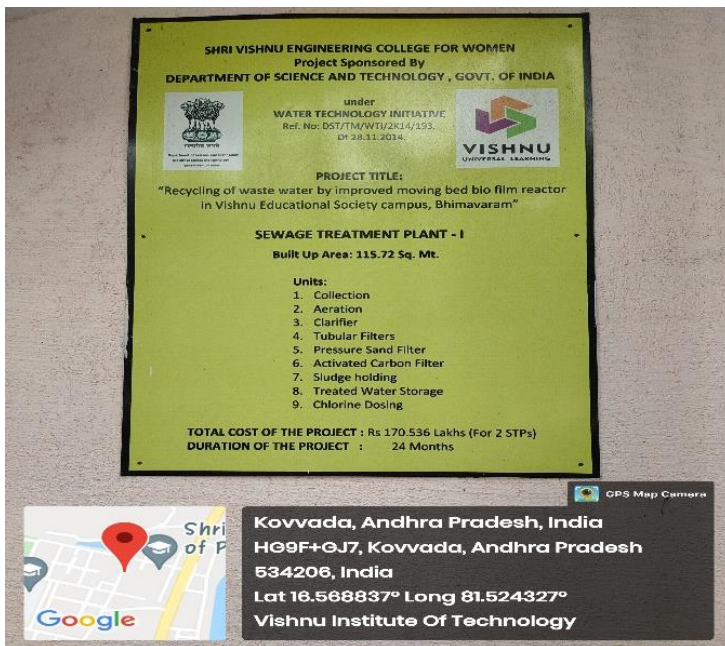 SHRI VISHNU ENGINEERING COLLEGE FOR WOMEN
Project Sponsored By
DEPARTMENT OF SCIENCE AND TECHNOLOGY , GOVT. OF INDIA
under
WATER TECHNOLOGY INITIATIVE
Ref. No: DST/TM/WTI/2K14/193.
Dt 28.11.2014.
VISHNU
UNIVERSAL LEARNING
PROJECT TITLE:
"Recycling of waste water by improved moving bed bio film reactor
in Vishnu Educational Society campus, Bhimavaram"
SEWAGE TREATMENT PLANT - I
Built Up Area: 115.72 Sq. Mt.
Units:
1. Collection
2. Aeration
3. Clarifier
4. Tubular Filters
5. Pressure Sand Filter
6. Activated Carbon Filter
7. Sludge holding
8. Treated Water Storage
9. Chlorine Dosing
TOTAL COST OF THE PROJECT : Rs 170.536 Lakhs (For 2 STPs)
DURATION OF THE PROJECT : 24 Months
GPS Map Camera
Shri
of P
Google
Kovvada, Andhra Pradesh, India
HG9F+GJ7, Kovvada, Andhra Pradesh
534206, India
Lat 16.568837° Long 81.524327°
Vishnu Institute Of Technology